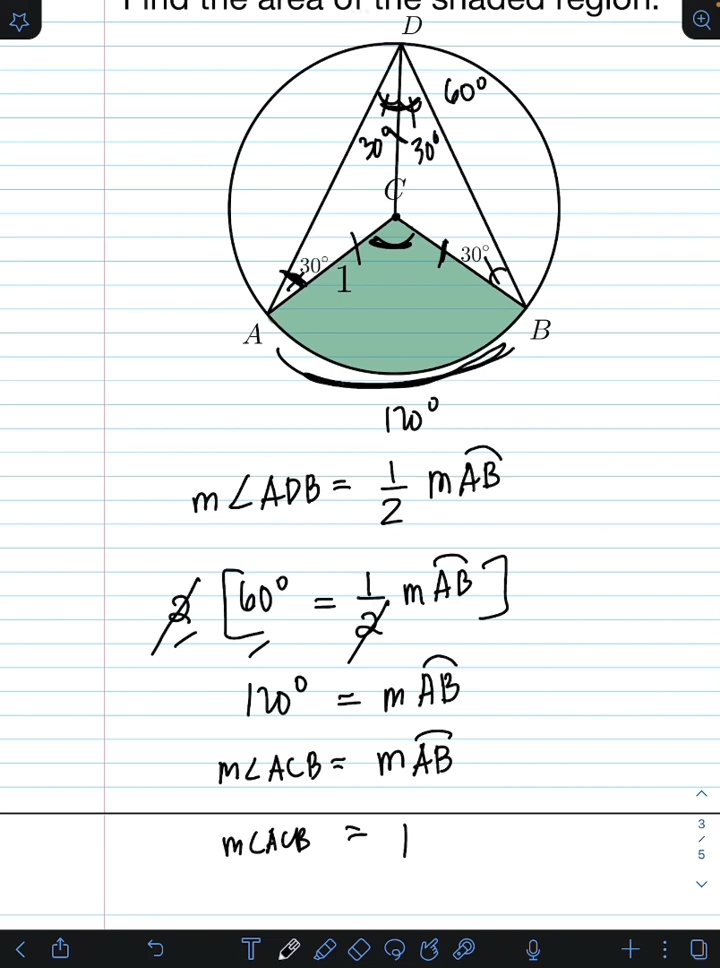 Find the area of the shaded region.
D
60°
30° 30°
C
30° 30°
1
A B
120°
m∠ADB = 1/2 mAB
2 [60° = 1/2 mAB]
120° = mAB
m∠ACB = mAB
m∠ACB = 1
3
/
5
T